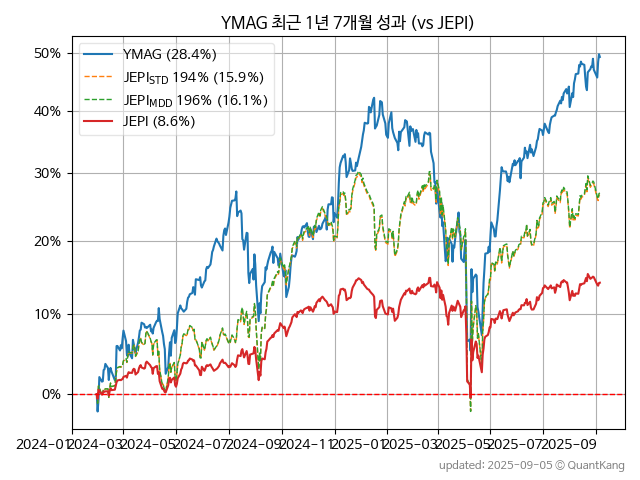 YMAG 최근 1년 7개월 성과 (vs JEPI)
YMAG (28.4%)
JEPI_STD 194% (15.9%)
JEPI_MDD 196% (16.1%)
JEPI (8.6%)
50%
40%
30%
20%
10%
0%
2024-01 2024-03 2024-05 2024-07 2024-09 2024-11 2025-01 2025-03 2025-05 2025-07 2025-09
updated: 2025-09-05 © QuantKang